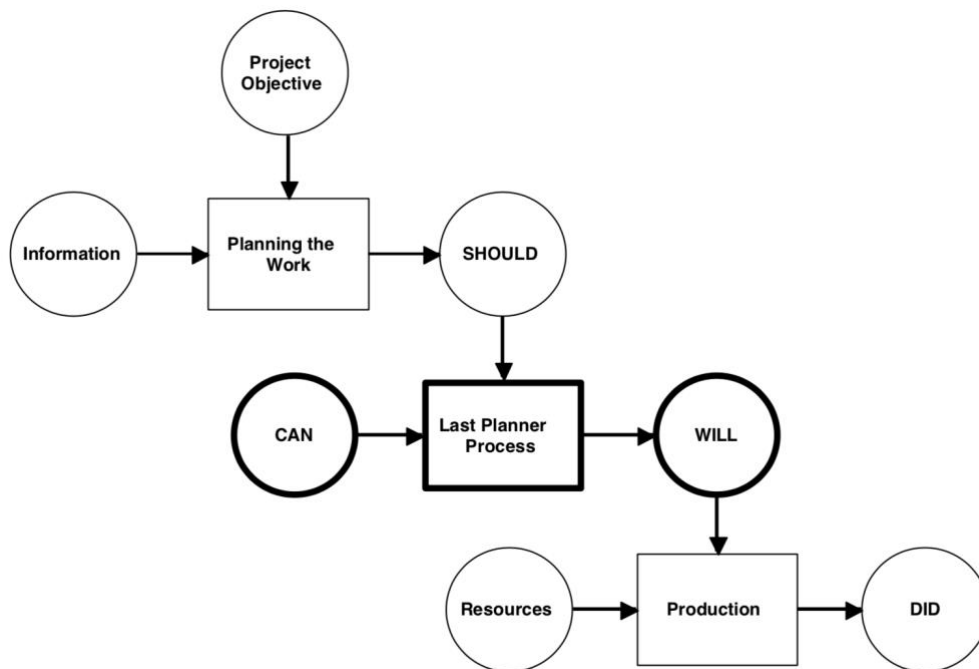 Project
Objective
Information
Planning the
Work
SHOULD
CAN
Last Planner
Process
WILL
Resources
Production
DID